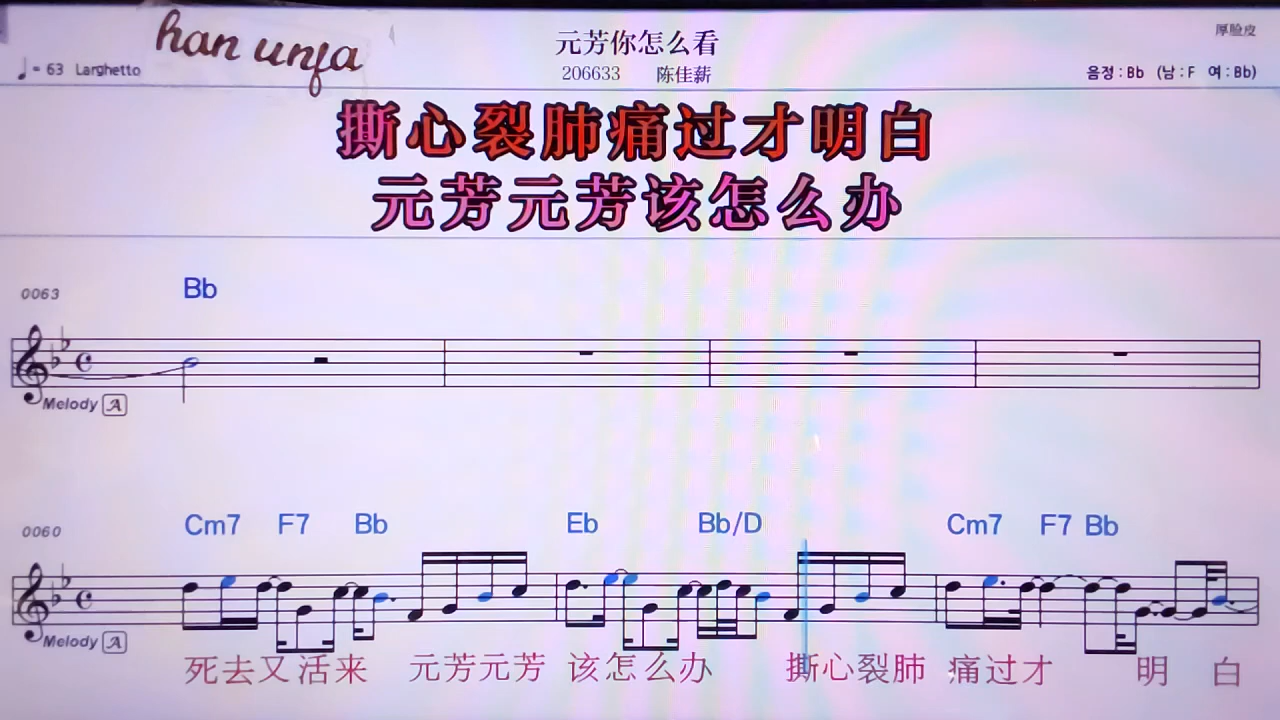 han unfa
元芳你怎么看
厚脸皮
♩= 63 Larghetto
206633 陈佳薪
음정 : Bb (남 : F 여 : Bb)
撕心裂肺痛过才明白
元芳元芳该怎么办
0063
Bb
Melody A
0060
Cm7 F7 Bb Eb Bb/D Cm7 F7 Bb
Melody A
死去又活来 元芳元芳 该怎么办 撕心裂肺 痛过才 明 白